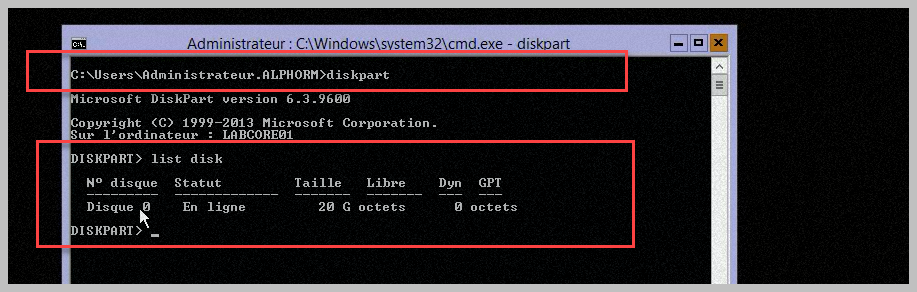 Administrateur : C:\Windows\system32\cmd.exe - diskpart
C:\Users\Administrateur.ALPHORM>diskpart
Microsoft DiskPart version 6.3.9600
Copyright (C) 1999-2013 Microsoft Corporation.
Sur l'ordinateur : LABCORE01
DISKPART> list disk
N° disque  Statut         Taille   Libre    Dyn  GPT
---------  -------------  -------  -------  ---  ---
Disque 0    En ligne         20 G octets      0 octets
DISKPART> _